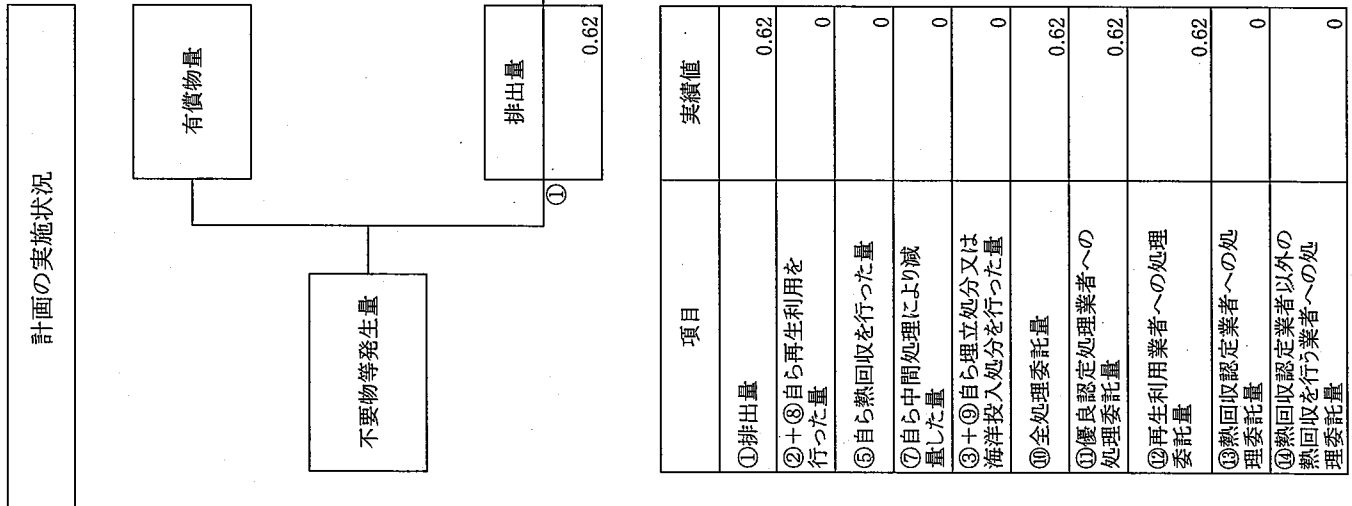 計画の実施状況
有償物量
不要物等発生量
排出量
①
0.62
項目
実績値
①排出量
0.62
②+⑧自ら再生利用を
行った量
0
⑤自ら熱回収を行った量
0
⑦自ら中間処理により減
量した量
0
③+⑨自ら埋立処分又は
海洋投入処分を行った量
0
⑩全処理委託量
0.62
⑪優良認定処理業者への
処理委託量
0.62
⑫再生利用業者への処理
委託量
0.62
⑬熱回収認定業者への処
理委託量
0
⑭熱回収認定業者以外の
熱回収を行う業者への処
理委託量
0